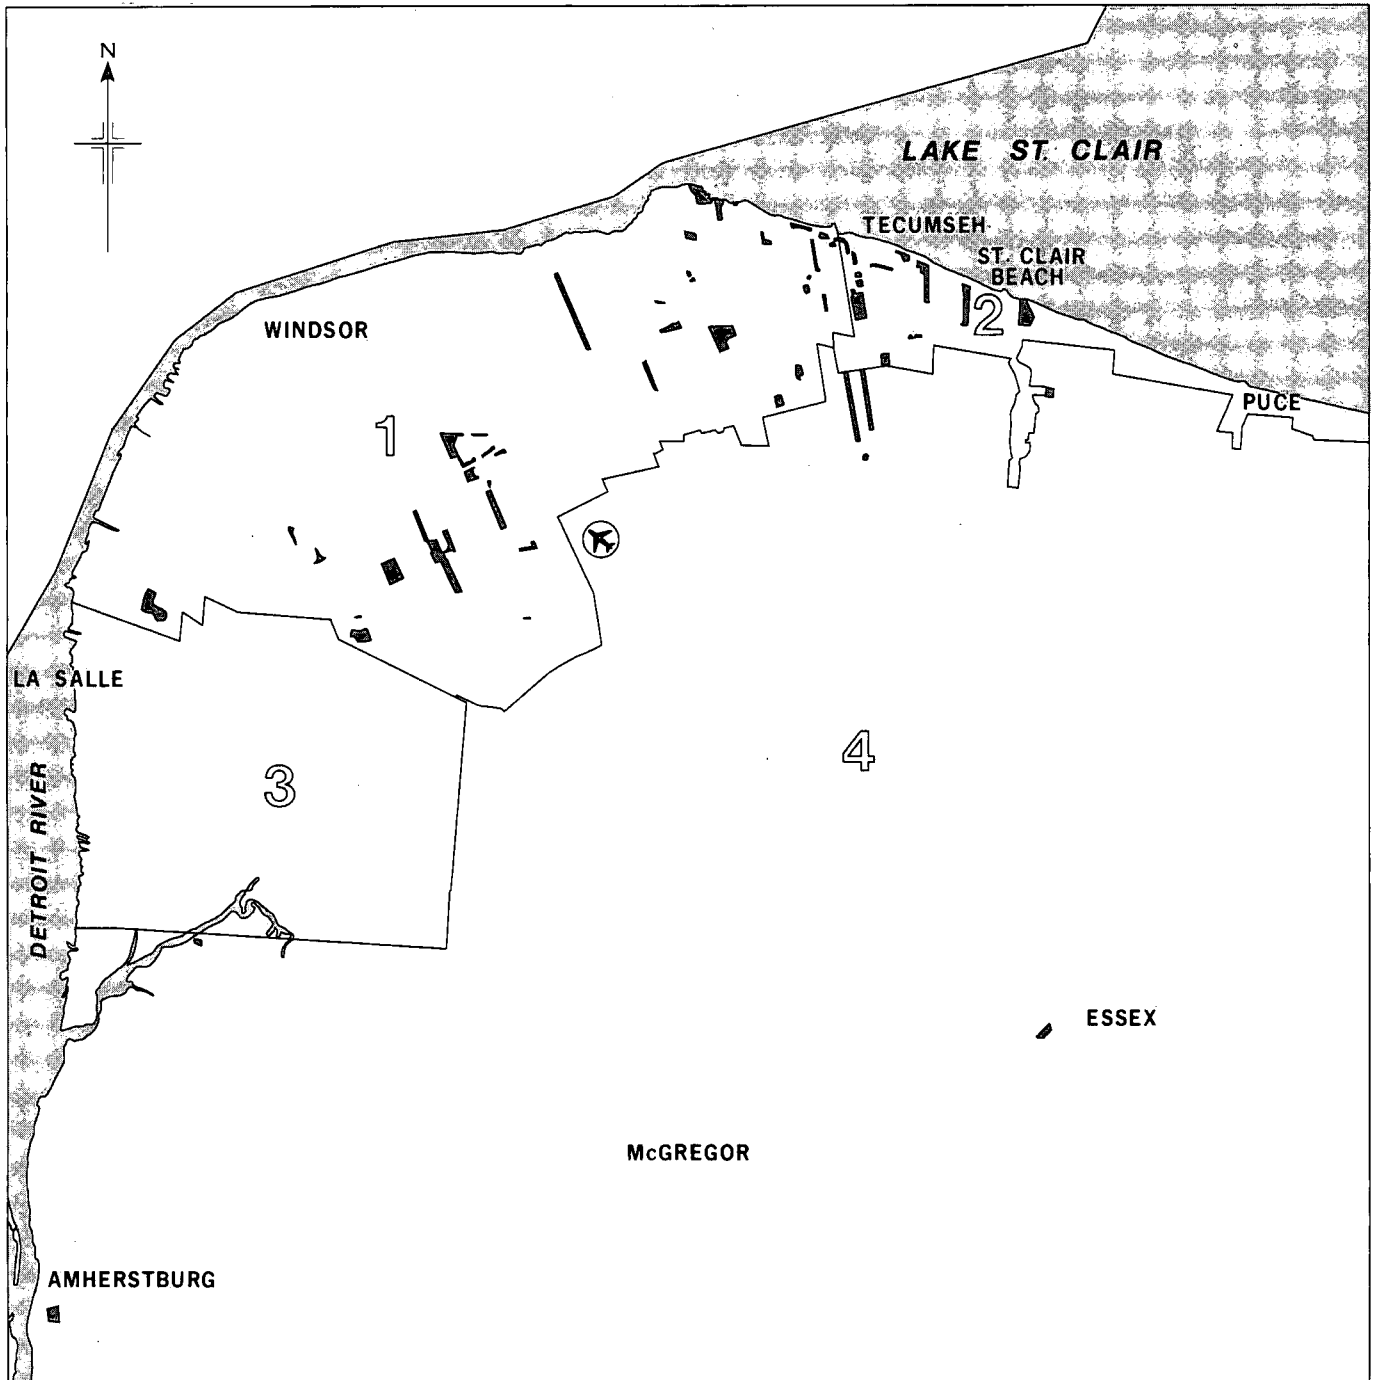 N
LAKE ST. CLAIR
TECUMSEH
ST. CLAIR
BEACH
2
WINDSOR
PUCE
1
LA SALLE
4
3
DETROIT RIVER
ESSEX
McGREGOR
AMHERSTBURG